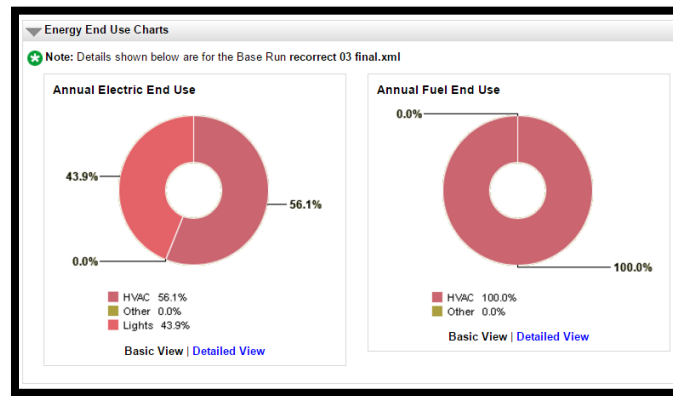 Energy End Use Charts
Note: Details shown below are for the Base Run recorrect 03 final.xml
Annual Electric End Use
43.9%
56.1%
0.0%
HVAC 56.1%
Other 0.0%
Lights 43.9%
Basic View | Detailed View
Annual Fuel End Use
0.0%
100.0%
HVAC 100.0%
Other 0.0%
Basic View | Detailed View